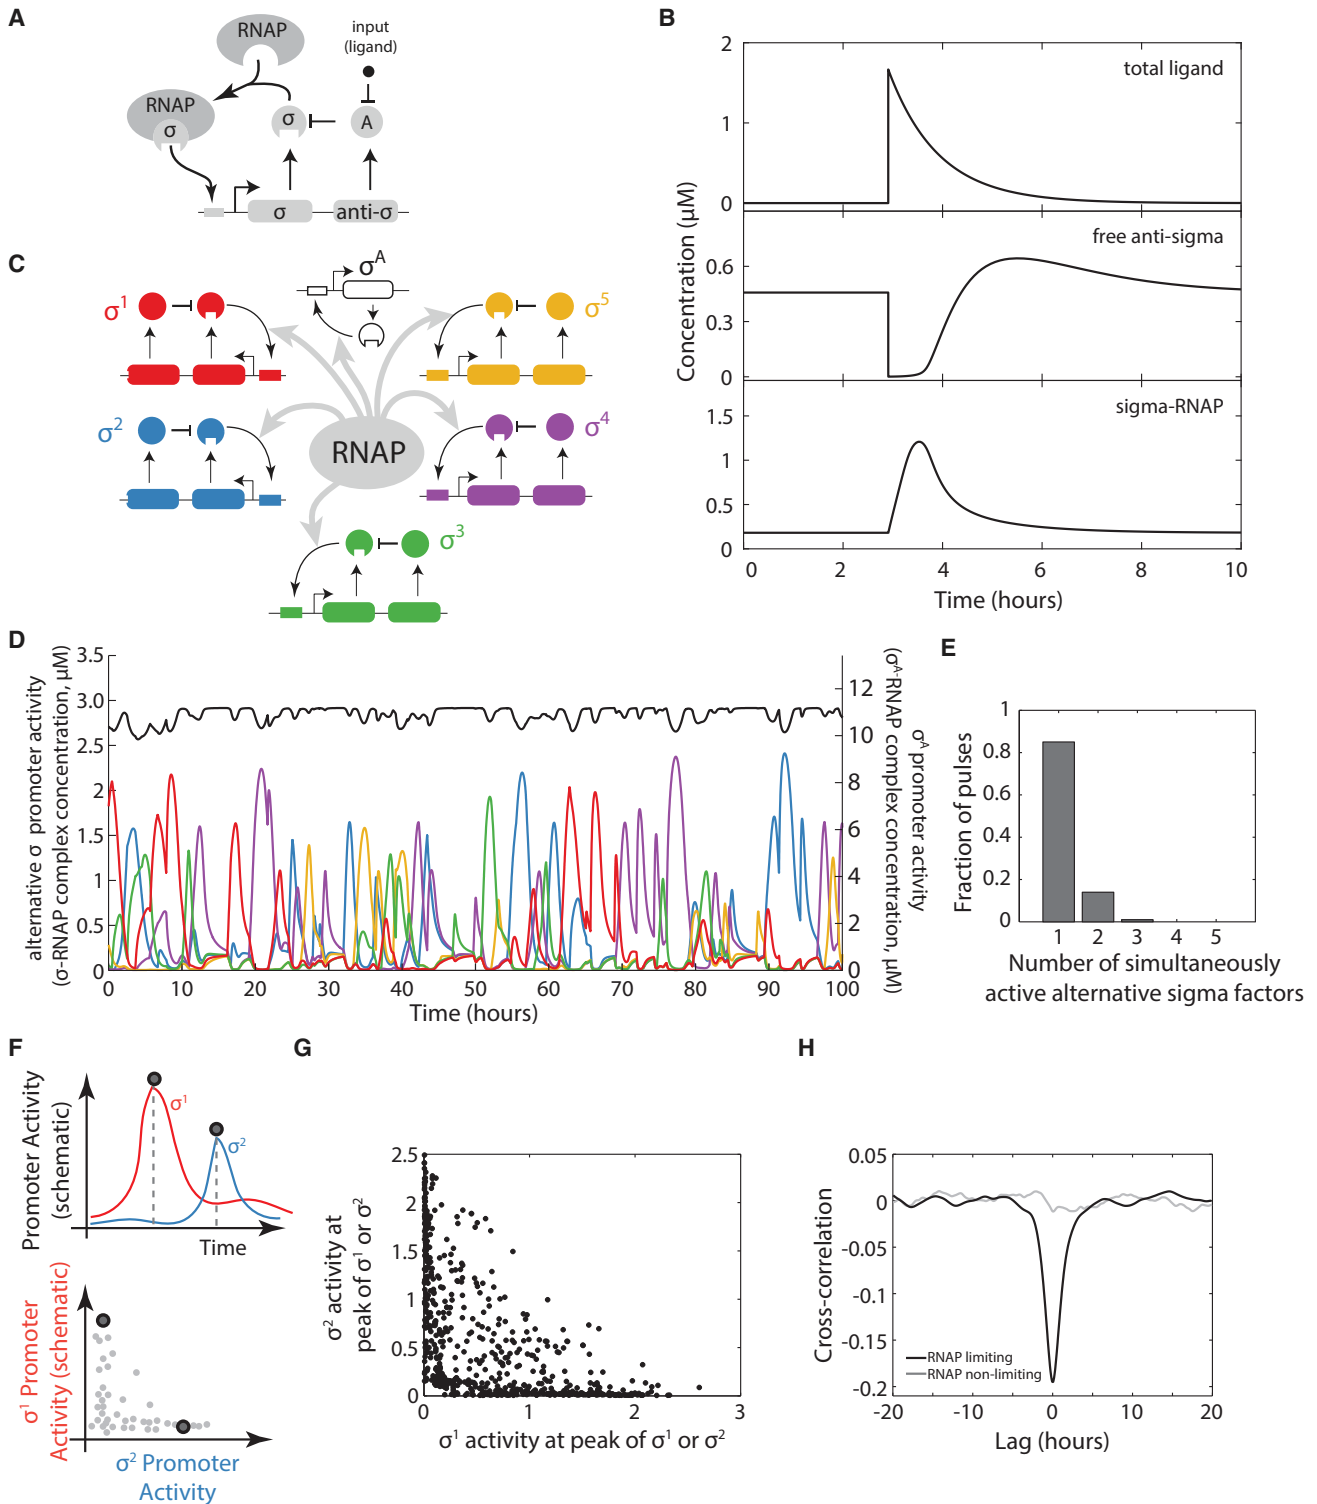 A
RNAP
input
(ligand)
RNAP
σ
σ
A
σ
anti-σ
B
2
1
0
total ligand
0.6
0.3
0
free anti-sigma
1.5
1
0.5
0
sigma-RNAP
Concentration (µM)
0 2 4 6 8 10
Time (hours)
C
σ1
σA
σ5
σ2
RNAP
σ4
σ3
D
alternative σ promoter activity
(σ-RNAP complex concentration, µM)
3.5
3.0
2.5
2
1.5
1
0.5
0
0 10 20 30 40 50 60 70 80 90 100
Time (hours)
12
10
8
6
4
2
0
σA promoter activity
(σA-RNAP complex concentration, µM)
E
Fraction of pulses
1
0.8
0.6
0.4
0.2
0
1 2 3 4 5
Number of simultaneously
active alternative sigma factors
F
Promoter Activity
(schematic)
σ1
σ2
Time
σ1 Promoter
Activity (schematic)
σ2 Promoter
Activity
G
σ2 activity at
peak of σ1 or σ2
2.5
2
1.5
1
0.5
0
0 1 2 3
σ1 activity at peak of σ1 or σ2
H
Cross-correlation
0.05
0
-0.05
-0.1
-0.15
-0.2
RNAP limiting
RNAP non-limiting
-20 -10 0 10 20
Lag (hours)